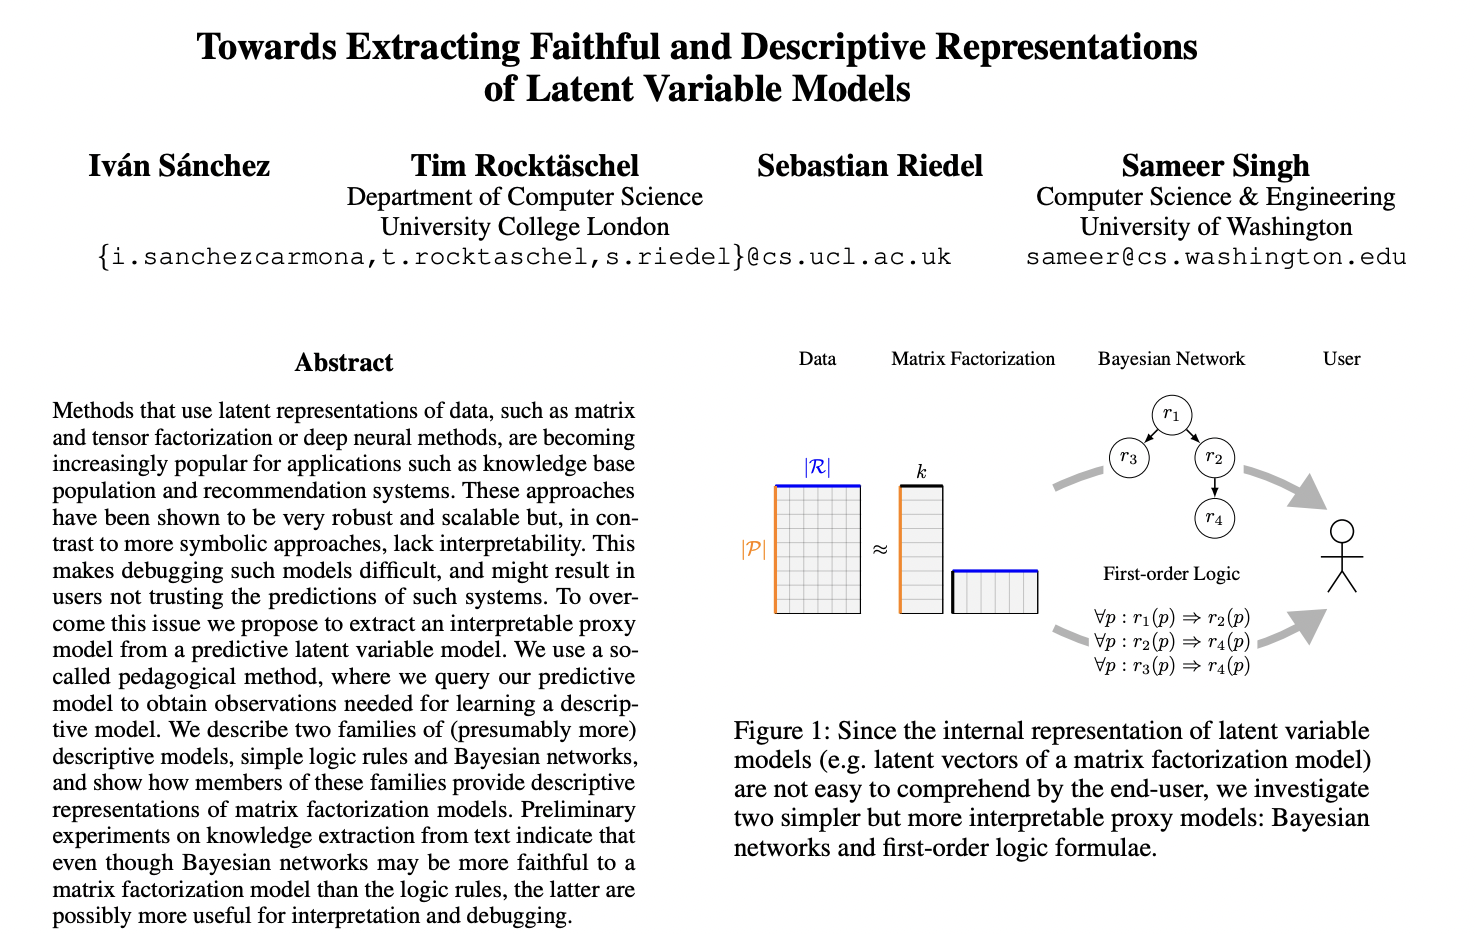 Towards Extracting Faithful and Descriptive Representations
of Latent Variable Models
Iván Sánchez
Tim Rocktäschel
Sebastian Riedel
Department of Computer Science
University College London
{i.sanchezcarmona,t.rocktaschel,s.riedel}@cs.ucl.ac.uk
Sameer Singh
Computer Science & Engineering
University of Washington
sameer@cs.washington.edu
Abstract
Methods that use latent representations of data, such as matrix
and tensor factorization or deep neural methods, are becoming
increasingly popular for applications such as knowledge base
population and recommendation systems. These approaches
have been shown to be very robust and scalable but, in con-
trast to more symbolic approaches, lack interpretability. This
makes debugging such models difficult, and might result in
users not trusting the predictions of such systems. To over-
come this issue we propose to extract an interpretable proxy
model from a predictive latent variable model. We use a so-
called pedagogical method, where we query our predictive
model to obtain observations needed for learning a descrip-
tive model. We describe two families of (presumably more)
descriptive models, simple logic rules and Bayesian networks,
and show how members of these families provide descriptive
representations of matrix factorization models. Preliminary
experiments on knowledge extraction from text indicate that
even though Bayesian networks may be more faithful to a
matrix factorization model than the logic rules, the latter are
possibly more useful for interpretation and debugging.
Data
Matrix Factorization
Bayesian Network
User
|R|
k
|P|
≈
r1
r3
r2
r4
First-order Logic
∀p : r1(p) ⇒ r2(p)
∀p : r2(p) ⇒ r4(p)
∀p : r3(p) ⇒ r4(p)
Figure 1: Since the internal representation of latent variable
models (e.g. latent vectors of a matrix factorization model)
are not easy to comprehend by the end-user, we investigate
two simpler but more interpretable proxy models: Bayesian
networks and first-order logic formulae.